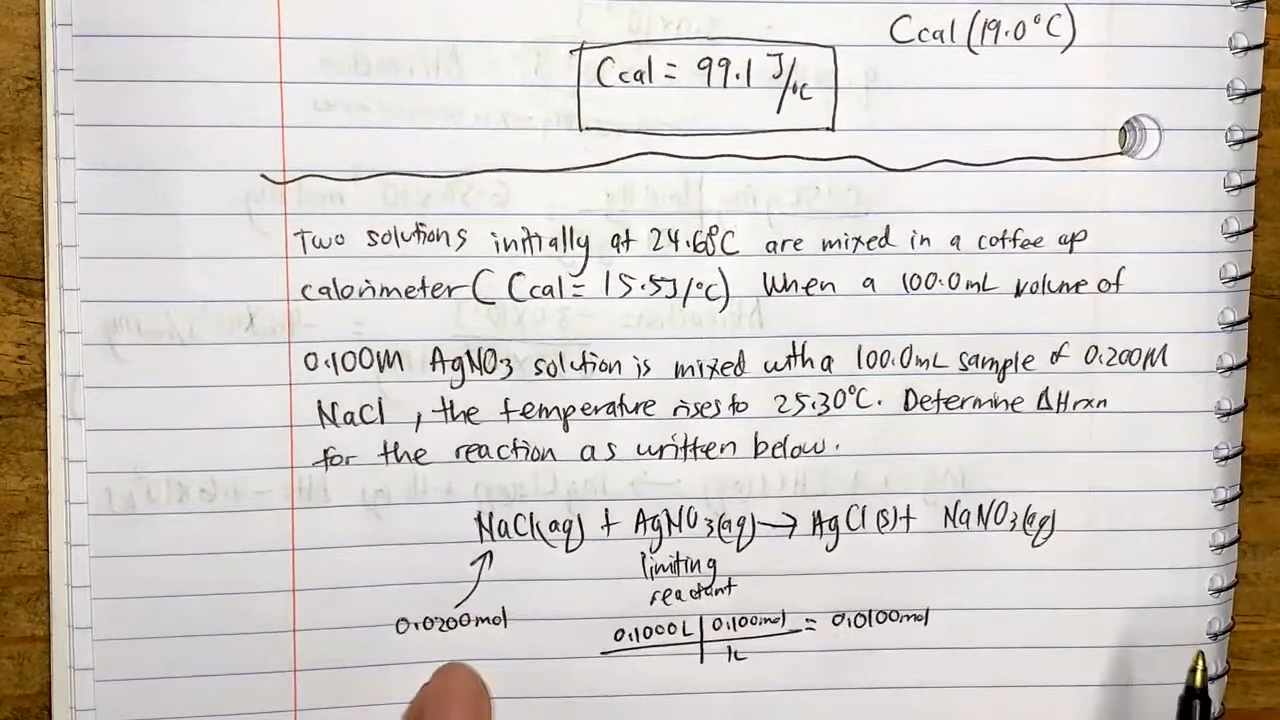 Ccal (19.0°C)
Ccal = 99.1 J/°C
Two solutions initially at 24.68°C are mixed in a coffee cup
calorimeter (Ccal = 15.5J/°C) When a 100.0mL volume of
0.100M AgNO3 solution is mixed with a 100.0mL sample of 0.200M
NaCl, the temperature rises to 25.30°C. Determine ΔHrxn
for the reaction as written below.
NaCl(aq) + AgNO3(aq) → AgCl(s) + NaNO3(aq)
limiting
reactant
0.0200mol
0.1000L | 0.100mol = 0.0100mol
1L